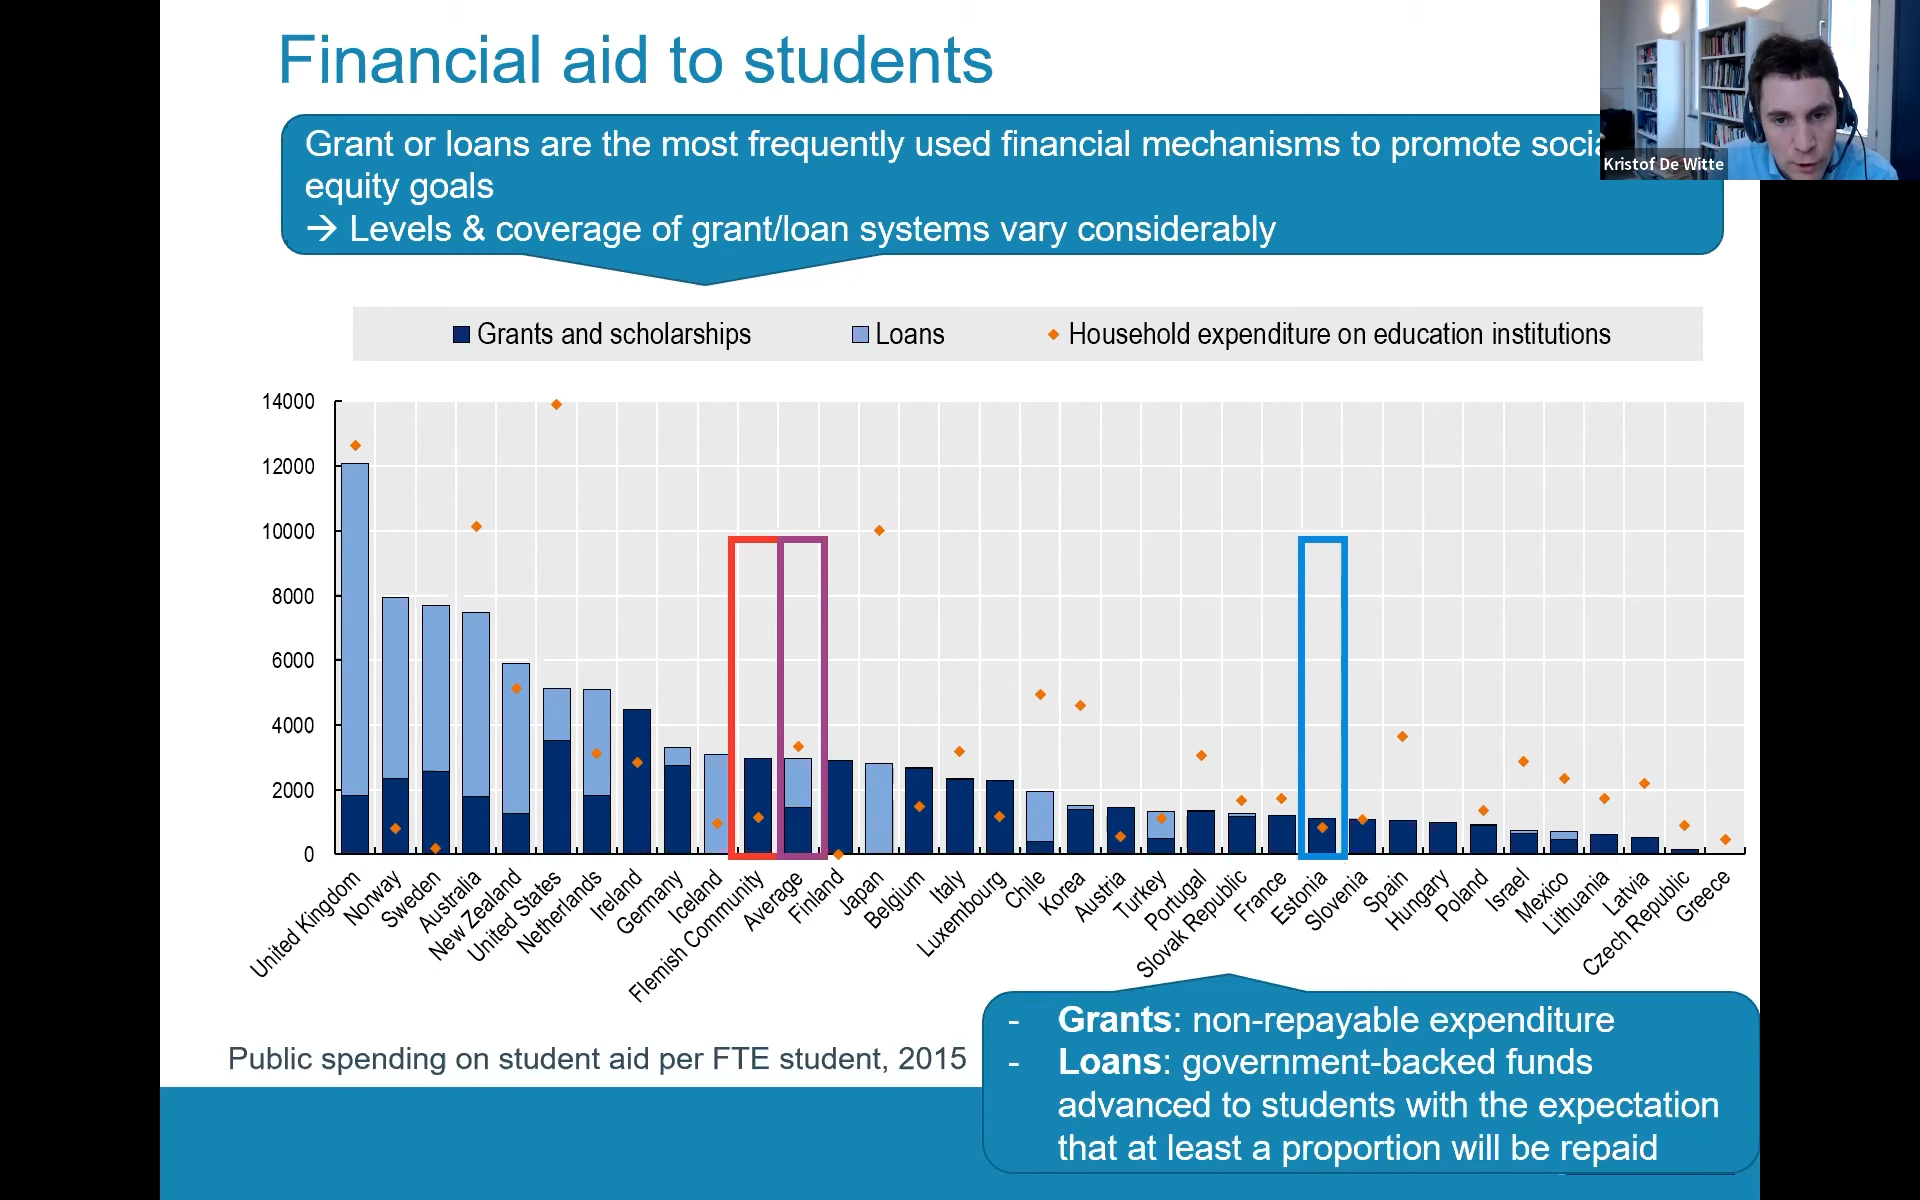 Financial aid to students
Grant or loans are the most frequently used financial mechanisms to promote socia
equity goals
→ Levels & coverage of grant/loan systems vary considerably
Kristof De Witte
Grants and scholarships
Loans
Household expenditure on education institutions
14000
12000
10000
8000
6000
4000
2000
0
United Kingdom
Norway
Sweden
Australia
New Zealand
United States
Netherlands
Ireland
Germany
Iceland
Flemish Community
Average
Finland
Japan
Belgium
Italy
Luxembourg
Chile
Korea
Austria
Turkey
Portugal
Slovak Republic
France
Estonia
Slovenia
Spain
Hungary
Poland
Israel
Mexico
Lithuania
Latvia
Czech Republic
Greece
Public spending on student aid per FTE student, 2015
- Grants: non-repayable expenditure
- Loans: government-backed funds
advanced to students with the expectation
that at least a proportion will be repaid